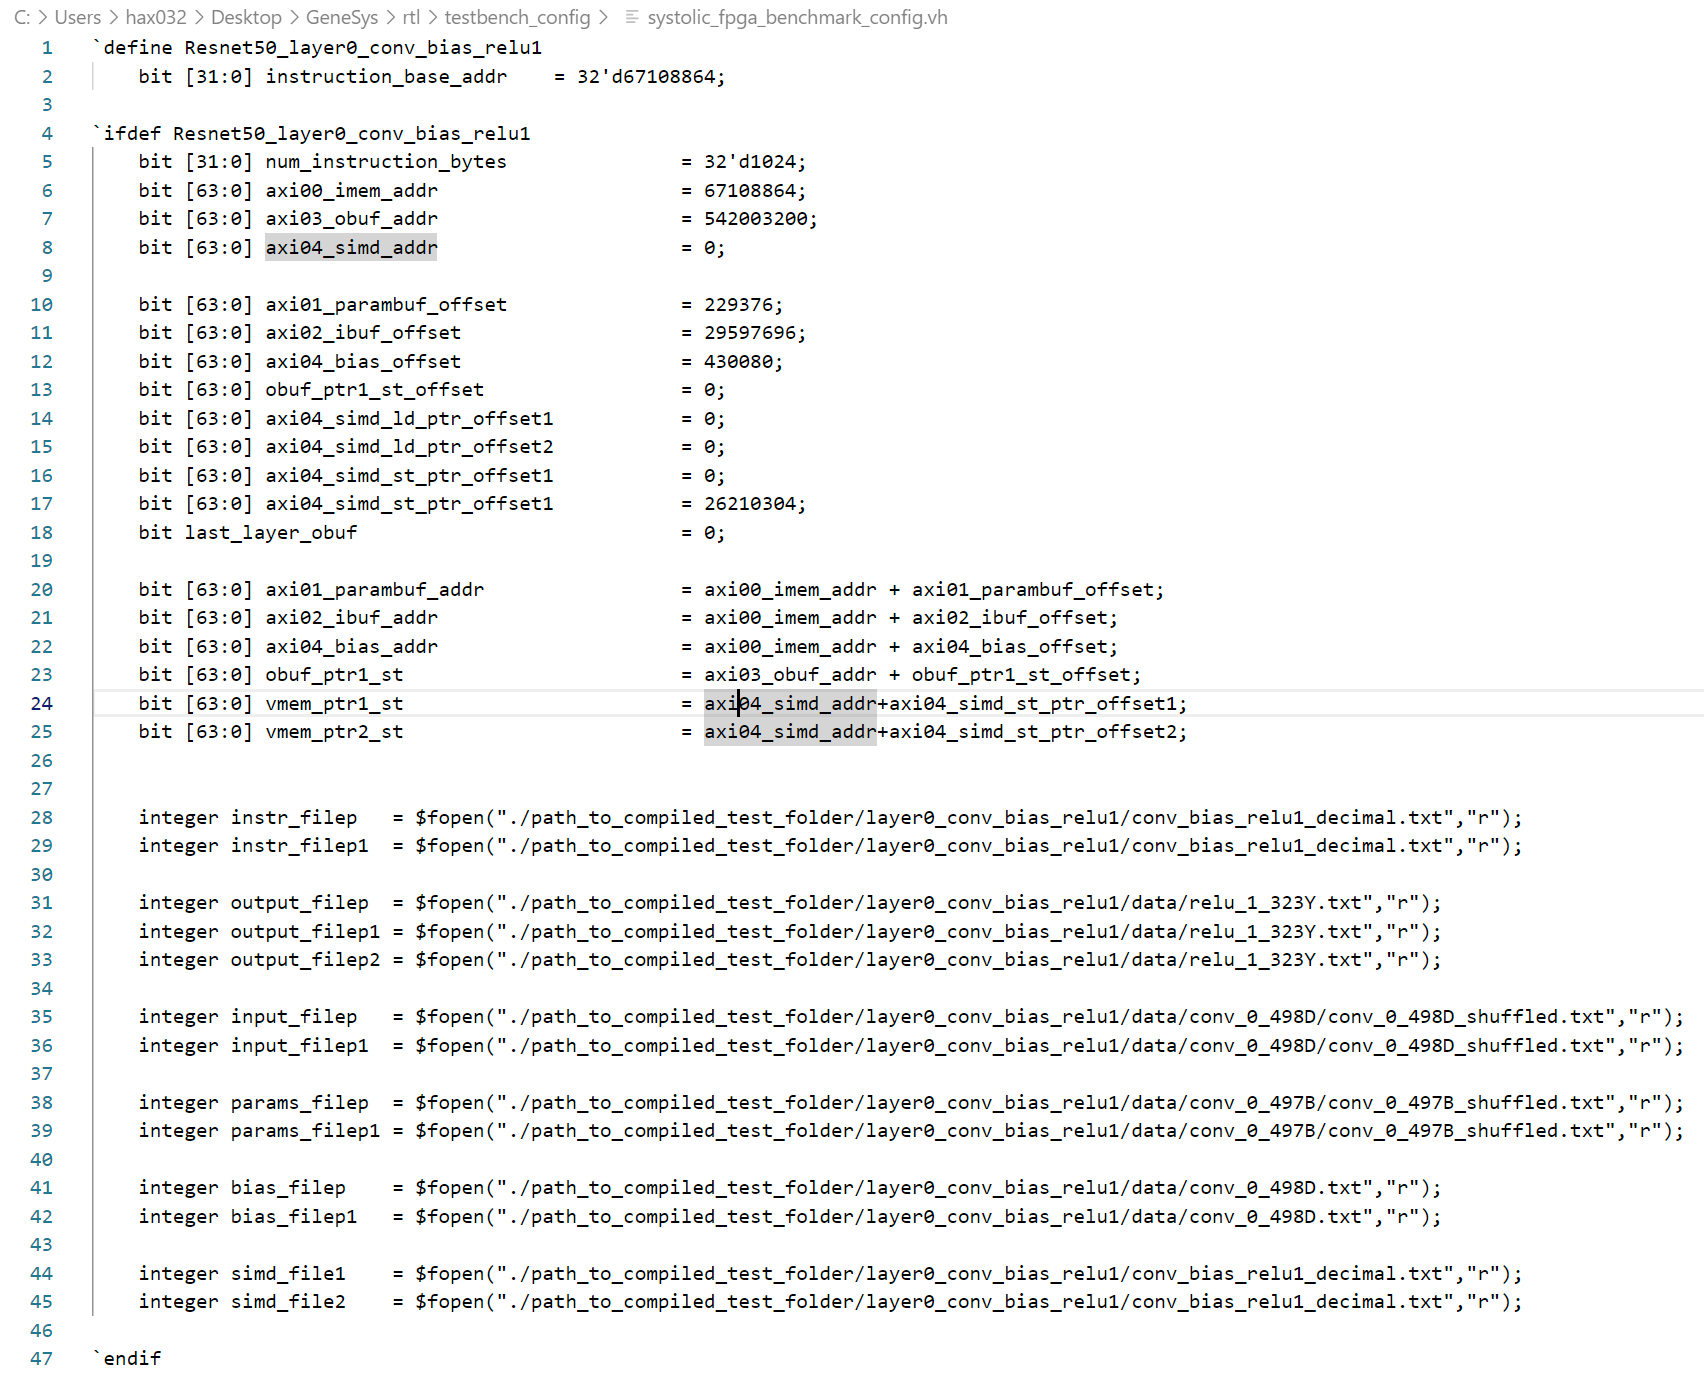 C: > Users > hax032 > Desktop > GeneSys > rtl > testbench_config > systolic_fpga_benchmark_config.vh
1 `define Resnet50_layer0_conv_bias_relu1
2 bit [31:0] instruction_base_addr = 32'd67108864;
3
4 `ifdef Resnet50_layer0_conv_bias_relu1
5 bit [31:0] num_instruction_bytes = 32'd1024;
6 bit [63:0] axi00_imem_addr = 67108864;
7 bit [63:0] axi03_obuf_addr = 542003200;
8 bit [63:0] axi04_simd_addr = 0;
9
10 bit [63:0] axi01_parambuf_offset = 229376;
11 bit [63:0] axi02_ibuf_offset = 29597696;
12 bit [63:0] axi04_bias_offset = 430080;
13 bit [63:0] obuf_ptr1_st_offset = 0;
14 bit [63:0] axi04_simd_ld_ptr_offset1 = 0;
15 bit [63:0] axi04_simd_ld_ptr_offset2 = 0;
16 bit [63:0] axi04_simd_st_ptr_offset1 = 0;
17 bit [63:0] axi04_simd_st_ptr_offset1 = 26210304;
18 bit last_layer_obuf = 0;
19
20 bit [63:0] axi01_parambuf_addr = axi00_imem_addr + axi01_parambuf_offset;
21 bit [63:0] axi02_ibuf_addr = axi00_imem_addr + axi02_ibuf_offset;
22 bit [63:0] axi04_bias_addr = axi00_imem_addr + axi04_bias_offset;
23 bit [63:0] obuf_ptr1_st = axi03_obuf_addr + obuf_ptr1_st_offset;
24 bit [63:0] vmem_ptr1_st = axi04_simd_addr+axi04_simd_st_ptr_offset1;
25 bit [63:0] vmem_ptr2_st = axi04_simd_addr+axi04_simd_st_ptr_offset2;
26
27
28 integer instr_filep = $fopen("./path_to_compiled_test_folder/layer0_conv_bias_relu1/conv_bias_relu1_decimal.txt","r");
29 integer instr_filep1 = $fopen("./path_to_compiled_test_folder/layer0_conv_bias_relu1/conv_bias_relu1_decimal.txt","r");
30
31 integer output_filep = $fopen("./path_to_compiled_test_folder/layer0_conv_bias_relu1/data/relu_1_323Y.txt","r");
32 integer output_filep1 = $fopen("./path_to_compiled_test_folder/layer0_conv_bias_relu1/data/relu_1_323Y.txt","r");
33 integer output_filep2 = $fopen("./path_to_compiled_test_folder/layer0_conv_bias_relu1/data/relu_1_323Y.txt","r");
34
35 integer input_filep = $fopen("./path_to_compiled_test_folder/layer0_conv_bias_relu1/data/conv_0_498D/conv_0_498D_shuffled.txt","r");
36 integer input_filep1 = $fopen("./path_to_compiled_test_folder/layer0_conv_bias_relu1/data/conv_0_498D/conv_0_498D_shuffled.txt","r");
37
38 integer params_filep = $fopen("./path_to_compiled_test_folder/layer0_conv_bias_relu1/data/conv_0_497B/conv_0_497B_shuffled.txt","r");
39 integer params_filep1 = $fopen("./path_to_compiled_test_folder/layer0_conv_bias_relu1/data/conv_0_497B/conv_0_497B_shuffled.txt","r");
40
41 integer bias_filep = $fopen("./path_to_compiled_test_folder/layer0_conv_bias_relu1/data/conv_0_498D.txt","r");
42 integer bias_filep1 = $fopen("./path_to_compiled_test_folder/layer0_conv_bias_relu1/data/conv_0_498D.txt","r");
43
44 integer simd_file1 = $fopen("./path_to_compiled_test_folder/layer0_conv_bias_relu1/conv_bias_relu1_decimal.txt","r");
45 integer simd_file2 = $fopen("./path_to_compiled_test_folder/layer0_conv_bias_relu1/conv_bias_relu1_decimal.txt","r");
46
47 `endif